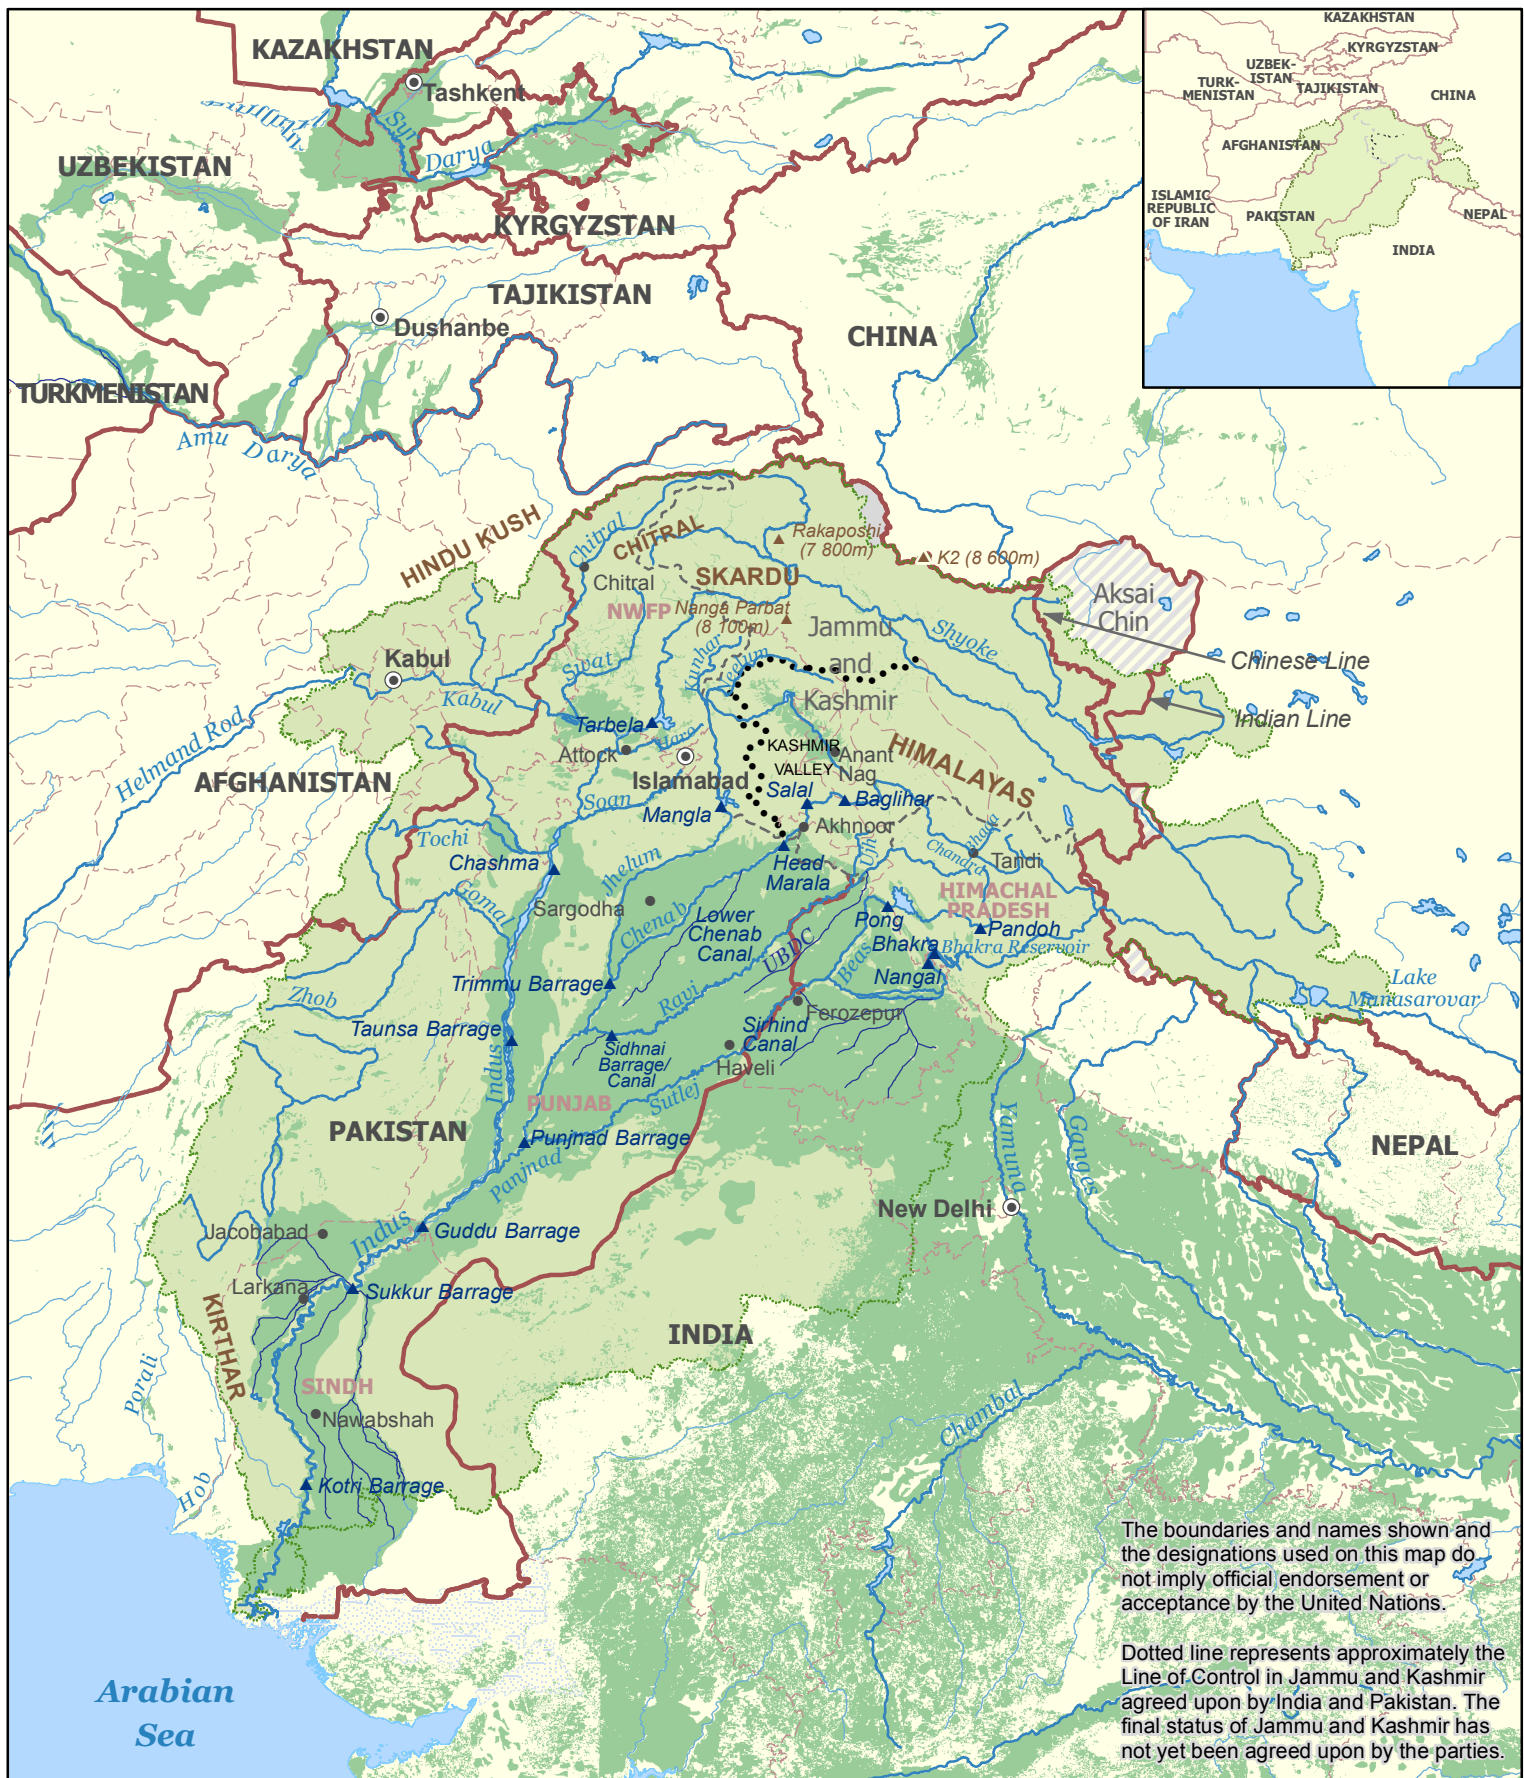 KAZAKHSTAN
Tashkent
Syr
Darya
UZBEKISTAN
KYRGYZSTAN
TAJIKISTAN
Dushanbe
CHINA
TURKMENISTAN
Amu Darya
KAZAKHSTAN
KYRGYZSTAN
UZBEK-
ISTAN
TURK-
MENISTAN
TAJIKISTAN
CHINA
AFGHANISTAN
ISLAMIC
REPUBLIC
OF IRAN
PAKISTAN
NEPAL
INDIA
HINDU KUSH
Chitral
CHITRAL
Rakaposhi
(7 800m)
K2 (8 600m)
Chitral
SKARDU
NWFP
Nanga Parbat
(8 100m)
Aksai
Chin
Jammu
and
Kashmir
Shyoke
Chinese Line
Indian Line
Kabul
Swat
Kunhar
Neelum
Kabul
Helmand Rod
Tarbela
Attock
Haro
Islamabad
KASHMIR
VALLEY
Anant
Nag
HIMALAYAS
AFGHANISTAN
Soan
Mangla
Salal
Baglihar
Akhnoor
Tochi
Chashma
Jhelum
Head
Marala
Ujh
Chandra
Bhaga
Tandi
Gomal
Sargodha
Chenab
Lower
Chenab
Canal
HIMACHAL
PRADESH
Pong
Pandoh
Bhakra
Bhakra Reservoir
Nangal
UBDC
Beas
Trimmu Barrage
Ravi
Zhob
Lake
Manasarovar
Taunsa Barrage
Ferozepur
Sirhind
Canal
Sidhnai
Barrage/
Canal
Haveli
Indus
PUNJAB
Sutlej
PAKISTAN
Punjnad Barrage
Panjnad
Yamuna
Ganges
NEPAL
New Delhi
Jacobabad
Indus
Guddu Barrage
Larkana
Sukkur Barrage
KIRTHAR
INDIA
Porali
SINDH
Nawabshah
Chambal
Hob
Kotri Barrage
Arabian
Sea
The boundaries and names shown and
the designations used on this map do
not imply official endorsement or
acceptance by the United Nations.
Dotted line represents approximately the
Line of Control in Jammu and Kashmir
agreed upon by India and Pakistan. The
final status of Jammu and Kashmir has
not yet been agreed upon by the parties.